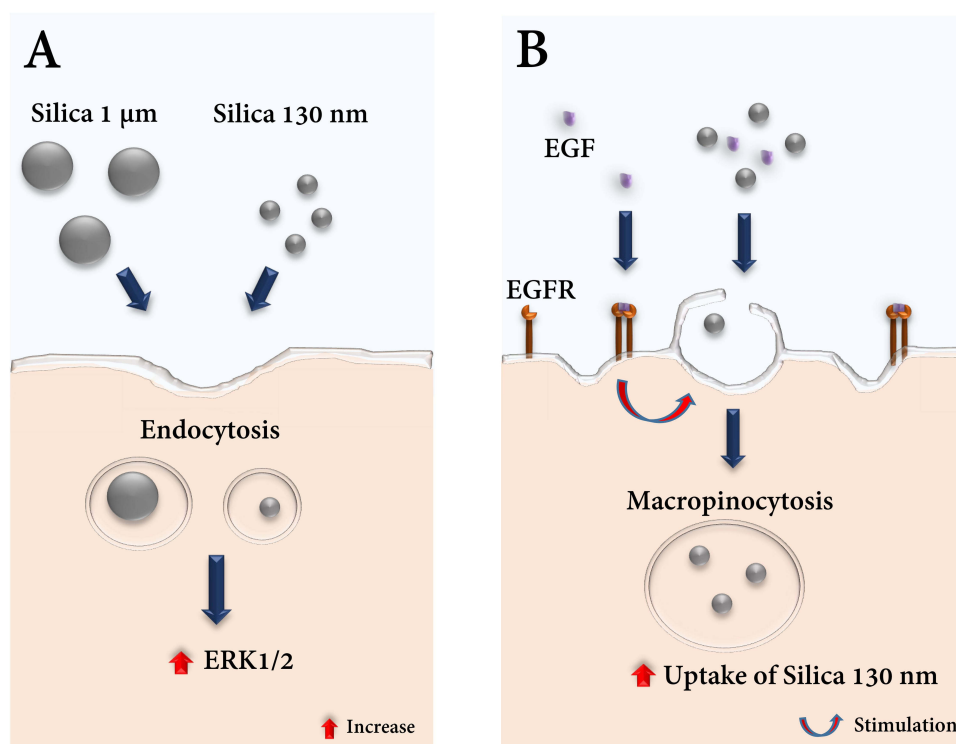 A
Silica 1 µm
Silica 130 nm
Endocytosis
ERK1/2
Increase
B
EGF
EGFR
Macropinocytosis
Uptake of Silica 130 nm
Stimulation